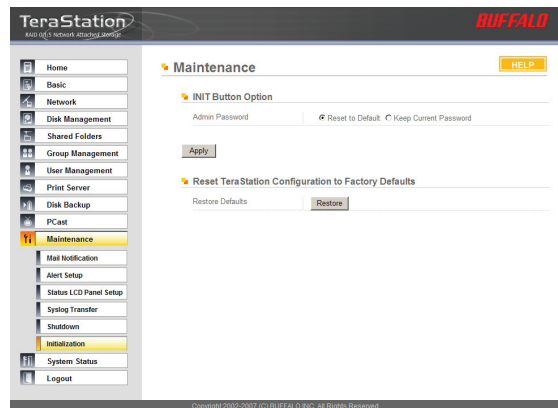 TeraStation
RAID 0/1/5 Network Attached Storage
BUFFALO
Home
Basic
Network
Disk Management
Shared Folders
Group Management
User Management
Print Server
Disk Backup
PCast
Maintenance
Mail Notification
Alert Setup
Status LCD Panel Setup
Syslog Transfer
Shutdown
Initialization
System Status
Logout
Maintenance
HELP
INIT Button Option
Admin Password
Reset to Default Keep Current Password
Apply
Reset TeraStation Configuration to Factory Defaults
Restore Defaults
Restore
Copyright 2002-2007 (C) BUFFALO INC. All Rights Reserved